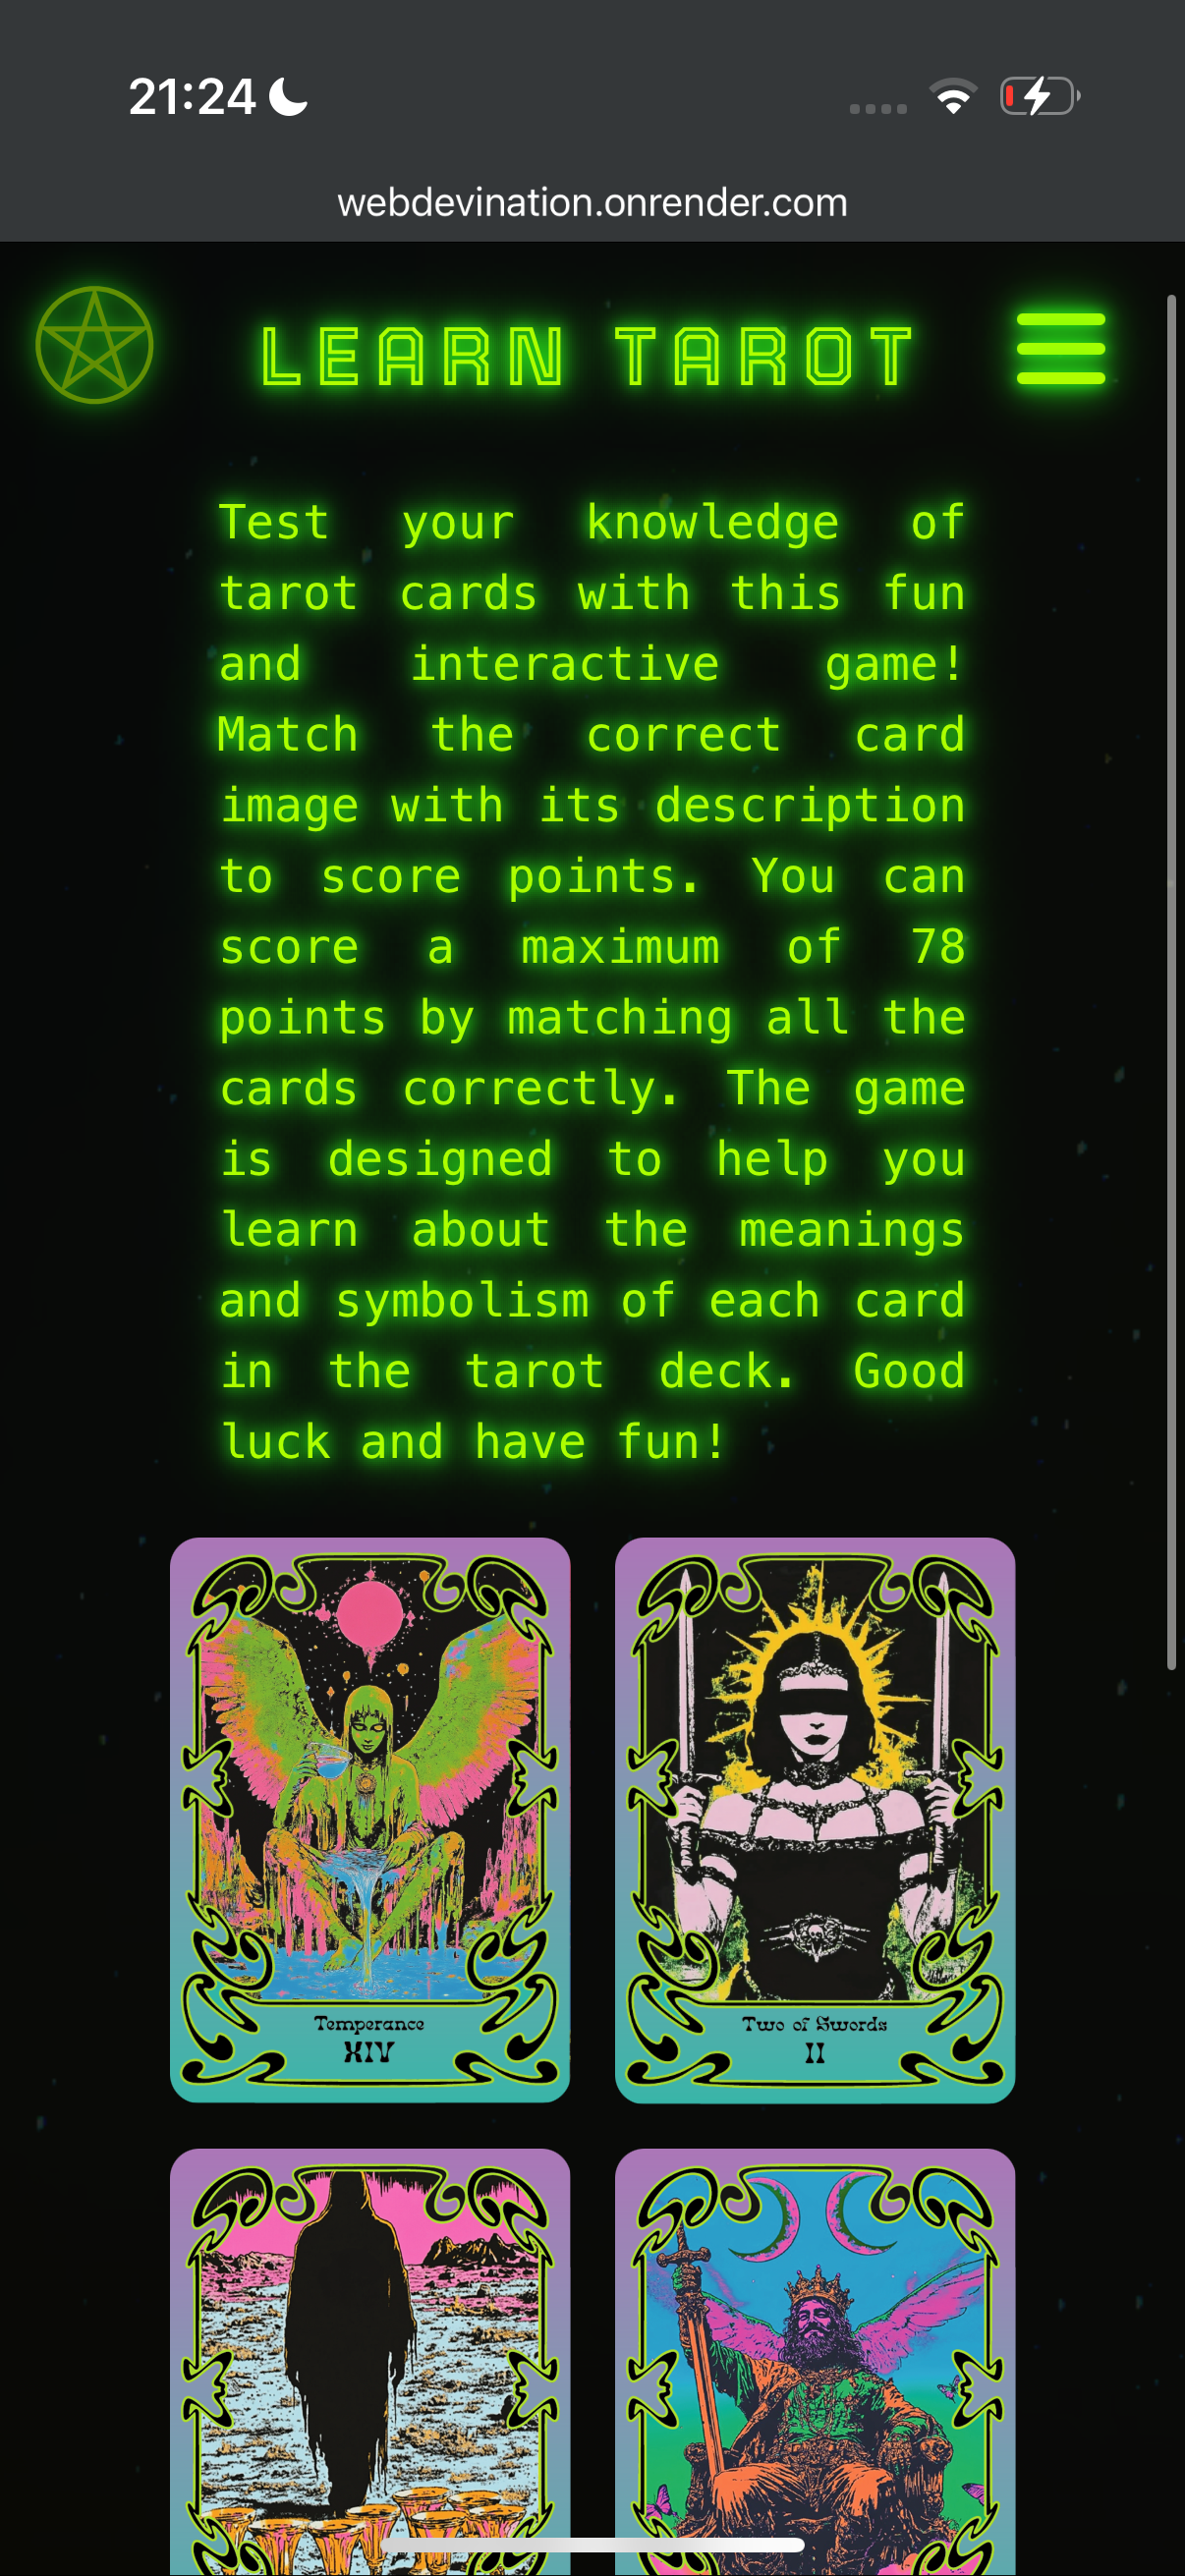 21:24
webdevination.onrender.com
LEARN TAROT
Test your knowledge of
tarot cards with this fun
and interactive game!
Match the correct card
image with its description
to score points. You can
score a maximum of 78
points by matching all the
cards correctly. The game
is designed to help you
learn about the meanings
and symbolism of each card
in the tarot deck. Good
luck and have fun!
Temperance
XIV
Two of Swords
II